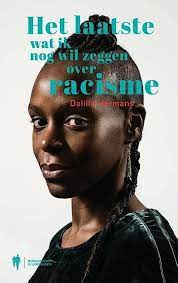 Het laatste
wat ik
nog wil zeggen
over
racisme
Dalilla Hermans